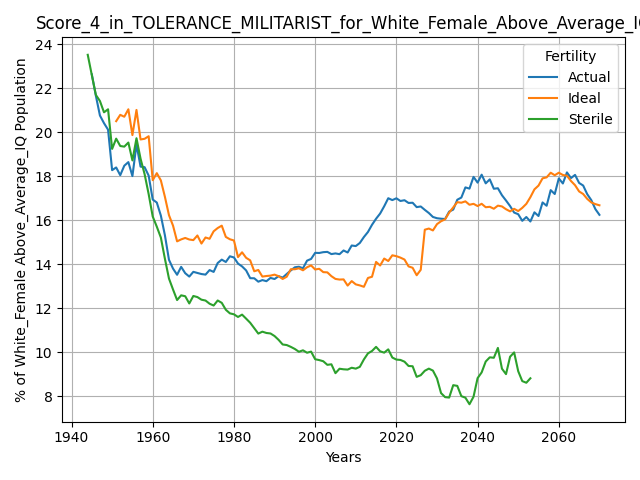 Score_4_in_TOLERANCE_MILITARIST_for_White_Female_Above_Average_IQ
Fertility
Actual
Ideal
Sterile
% of White_Female Above_Average_IQ Population
24
22
20
18
16
14
12
10
8
1940 1960 1980 2000 2020 2040 2060
Years